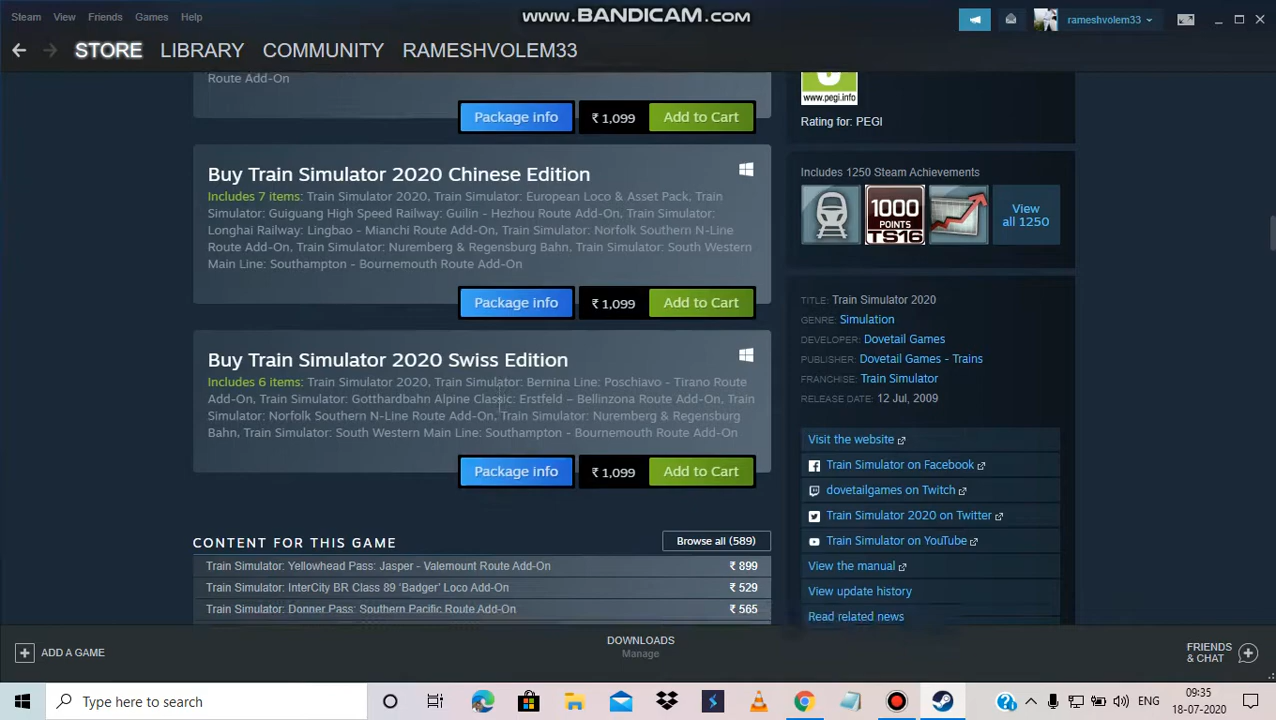 Steam View Friends Games Help
www.BANDICAM.com
rameshvolem33
STORE LIBRARY COMMUNITY RAMESHVOLEM33
Route Add-On
Package info ₹ 1,099 Add to Cart
Buy Train Simulator 2020 Chinese Edition
Includes 7 items: Train Simulator 2020, Train Simulator: European Loco & Asset Pack, Train
Simulator: Guiguang High Speed Railway: Guilin - Hezhou Route Add-On, Train Simulator:
Longhai Railway: Lingbao - Mianchi Route Add-On, Train Simulator: Norfolk Southern N-Line
Route Add-On, Train Simulator: Nuremberg & Regensburg Bahn, Train Simulator: South Western
Main Line: Southampton - Bournemouth Route Add-On
Package info ₹ 1,099 Add to Cart
Buy Train Simulator 2020 Swiss Edition
Includes 6 items: Train Simulator 2020, Train Simulator: Bernina Line: Poschiavo - Tirano Route
Add-On, Train Simulator: Gotthardbahn Alpine Classic: Erstfeld – Bellinzona Route Add-On, Train
Simulator: Norfolk Southern N-Line Route Add-On, Train Simulator: Nuremberg & Regensburg
Bahn, Train Simulator: South Western Main Line: Southampton - Bournemouth Route Add-On
Package info ₹ 1,099 Add to Cart
CONTENT FOR THIS GAME Browse all (589)
Train Simulator: Yellowhead Pass: Jasper - Valemount Route Add-On ₹ 899
Train Simulator: InterCity BR Class 89 ‘Badger’ Loco Add-On ₹ 529
Train Simulator: Donner Pass: Southern Pacific Route Add-On ₹ 565
www.pegi.info
Rating for: PEGI
Includes 1250 Steam Achievements
1000
POINTS
TS16
View
all 1250
TITLE: Train Simulator 2020
GENRE: Simulation
DEVELOPER: Dovetail Games
PUBLISHER: Dovetail Games - Trains
FRANCHISE: Train Simulator
RELEASE DATE: 12 Jul, 2009
Visit the website
Train Simulator on Facebook
dovetailgames on Twitch
Train Simulator 2020 on Twitter
Train Simulator on YouTube
View the manual
View update history
Read related news
ADD A GAME
DOWNLOADS
Manage
FRIENDS
& CHAT
Type here to search
ENG
09:35
18-07-2020